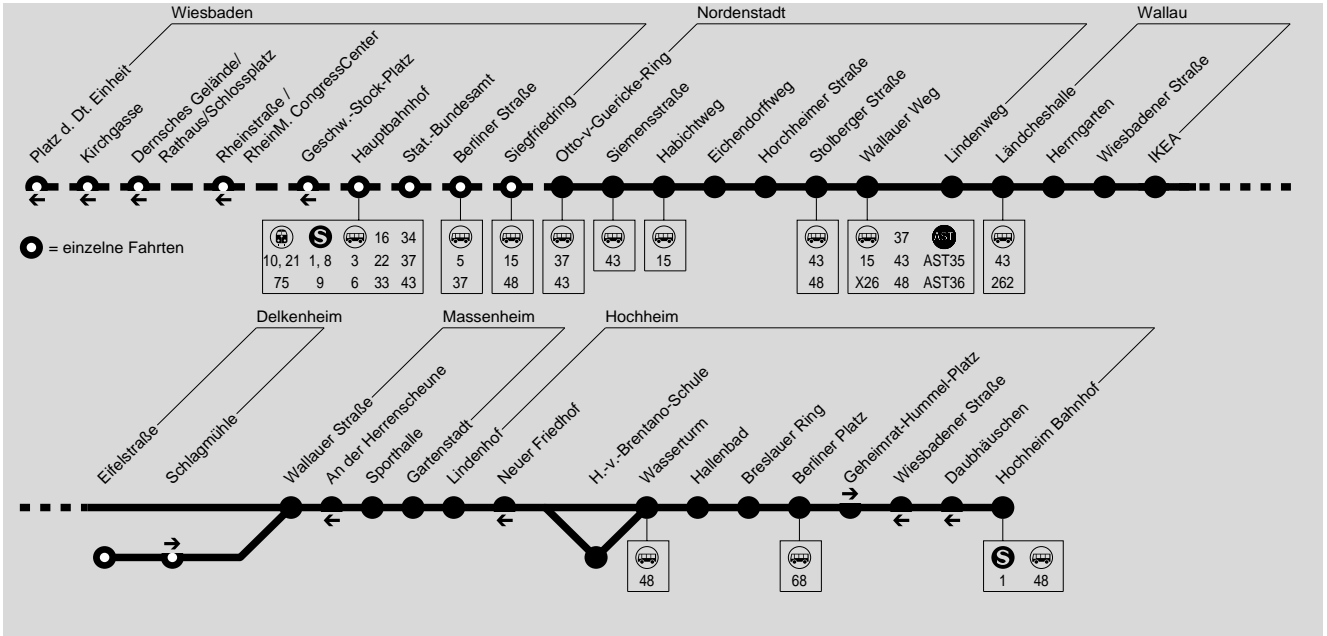 Wiesbaden
Nordenstadt
Wallau
Platz d. Dt. Einheit
Kirchgasse
Dernsches Gelände/
Rathaus/Schlossplatz
Rheinstraße /
RheinM. CongressCenter
Geschw.-Stock-Platz
Hauptbahnhof
Stat.-Bundesamt
Berliner Straße
Siegfriedring
Otto-v-Guericke-Ring
Siemensstraße
Habichtweg
Eichendorffweg
Horchheimer Straße
Stolberger Straße
Wallauer Weg
Lindenweg
Ländcheshalle
Herrngarten
Wiesbadener Straße
IKEA
= einzelne Fahrten
S 16 34
10, 21 1, 8 3 22 37
75 9 6 33 43
5
37
15
48
37
43
43
15
43
48
37 AST
15 43 AST35
X26 48 AST36
43
262
Delkenheim
Massenheim
Hochheim
Eifelstraße
Schlagmühle
Wallauer Straße
An der Herrenscheune
Sporthalle
Gartenstadt
Lindenhof
Neuer Friedhof
H.-v.-Brentano-Schule
Wasserturm
Hallenbad
Breslauer Ring
Berliner Platz
Geheimrat-Hummel-Platz
Wiesbadener Straße
Daubhäuschen
Hochheim Bahnhof
48
68
S
1 48